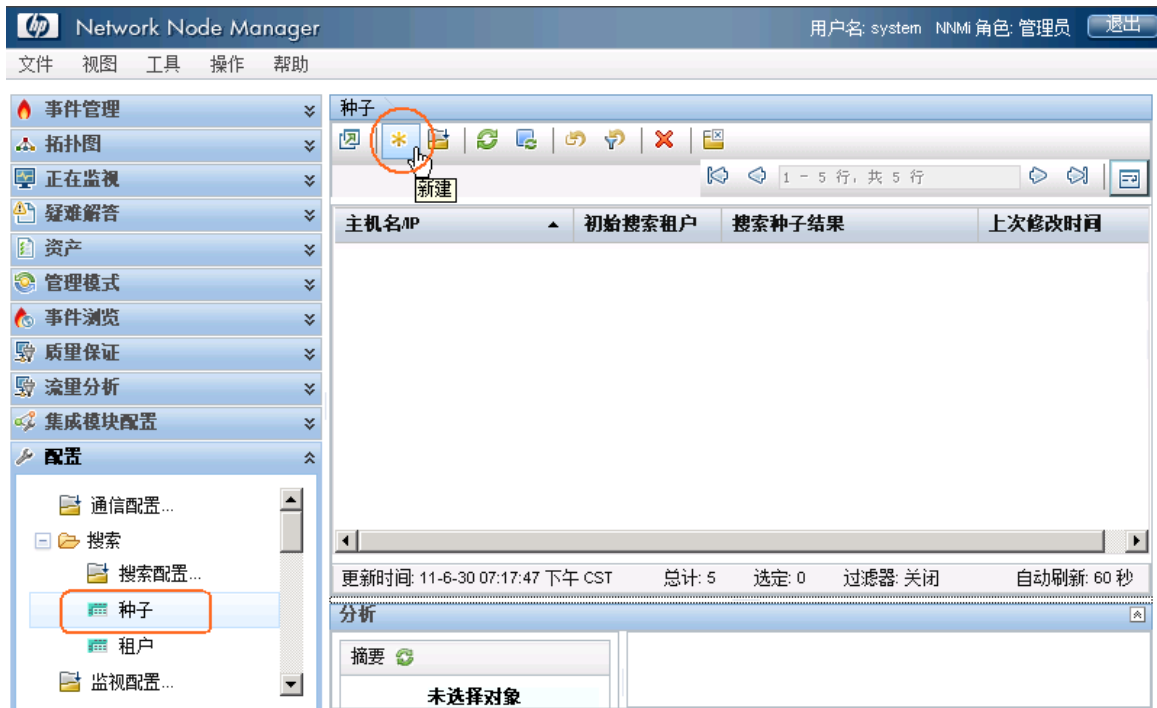 hp Network Node Manager 用户名: system NNMi 角色: 管理员 退出
文件 视图 工具 操作 帮助
事件管理
拓扑图
正在监视
疑难解答
资产
管理模式
事件浏览
质量保证
流量分析
集成模块配置
配置
通信配置...
搜索
搜索配置...
种子
租户
监视配置...
种子
新建
1 - 5 行，共 5 行
主机名/IP 初始搜索租户 搜索种子结果 上次修改时间
更新时间: 11-6-30 07:17:47 下午 CST 总计: 5 选定: 0 过滤器: 关闭 自动刷新: 60 秒
分析
摘要
未选择对象